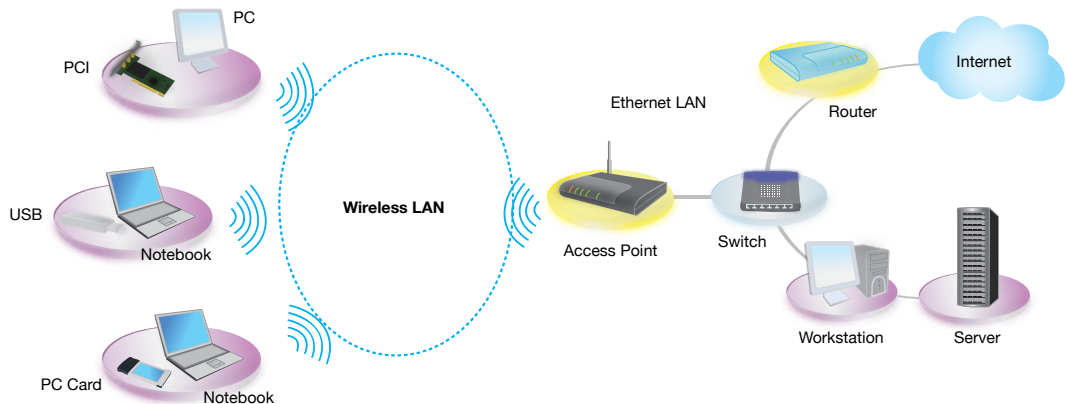 PC
PCI
USB
Notebook
PC Card
Notebook
Wireless LAN
Ethernet LAN
Access Point
Switch
Router
Internet
Workstation
Server